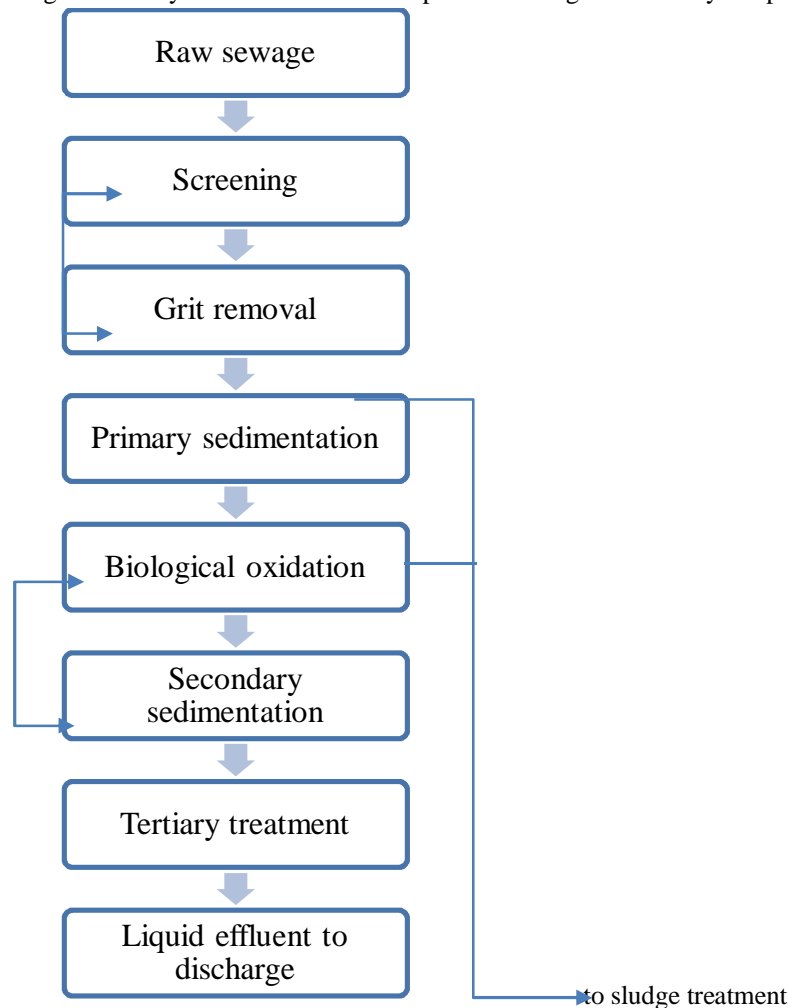 Raw sewage
Screening
Grit removal
Primary sedimentation
Biological oxidation
Secondary
sedimentation
Tertiary treatment
Liquid effluent to
discharge
to sludge treatment